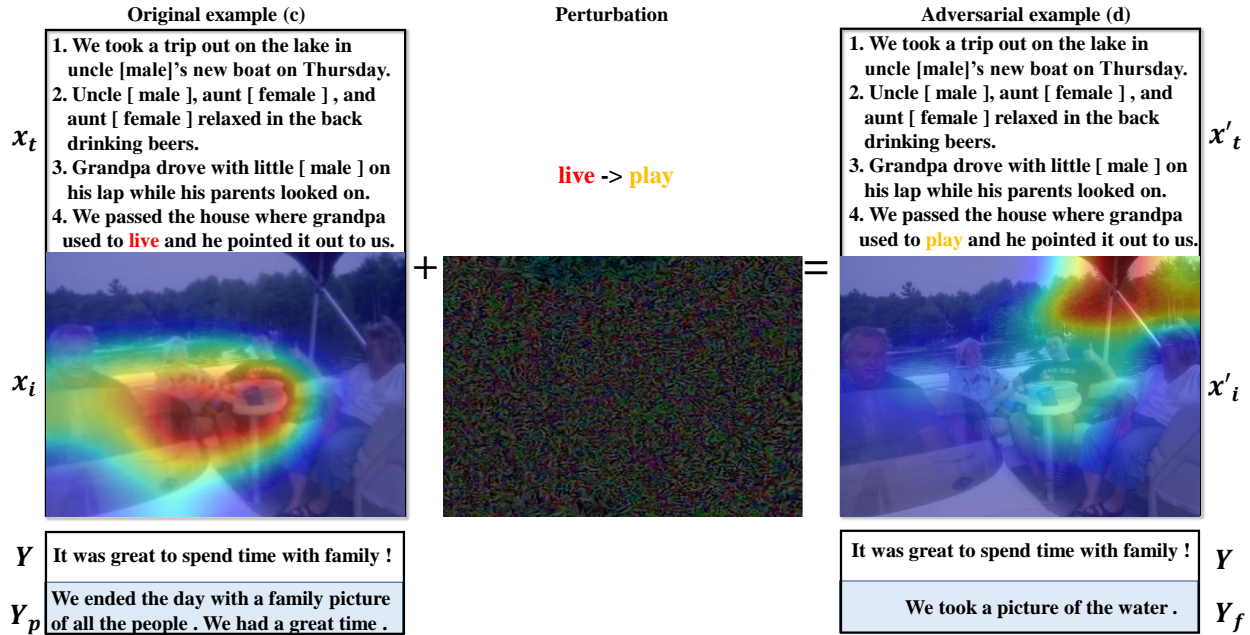 Original example (c)
Perturbation
Adversarial example (d)
x_t
1. We took a trip out on the lake in
uncle [male]'s new boat on Thursday.
2. Uncle [ male ], aunt [ female ] , and
aunt [ female ] relaxed in the back
drinking beers.
3. Grandpa drove with little [ male ] on
his lap while his parents looked on.
4. We passed the house where grandpa
used to live and he pointed it out to us.
live -> play
1. We took a trip out on the lake in
uncle [male]'s new boat on Thursday.
2. Uncle [ male ], aunt [ female ] , and
aunt [ female ] relaxed in the back
drinking beers.
3. Grandpa drove with little [ male ] on
his lap while his parents looked on.
4. We passed the house where grandpa
used to play and he pointed it out to us.
x'_t
x_i
+
=
x'_i
Y
It was great to spend time with family !
Y_p
We ended the day with a family picture
of all the people . We had a great time .
It was great to spend time with family !
Y
We took a picture of the water .
Y_f